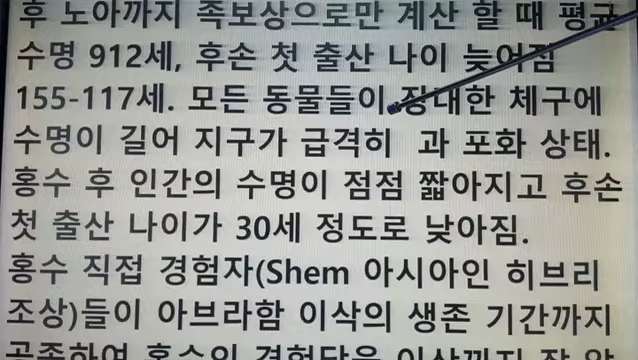 후 노아까지 족보상으로만 계산 할 때 평균
수명 912세, 후손 첫 출산 나이 늦어짐
155-117세. 모든 동물들이 장대한 체구에
수명이 길어 지구가 급격히 과 포화 상태.
홍수 후 인간의 수명이 점점 짧아지고 후손
첫 출산 나이가 30세 정도로 낮아짐.
홍수 직접 경험자(Shem 아시아인 히브리
조상)들이 아브라함 이삭의 생존 기간까지